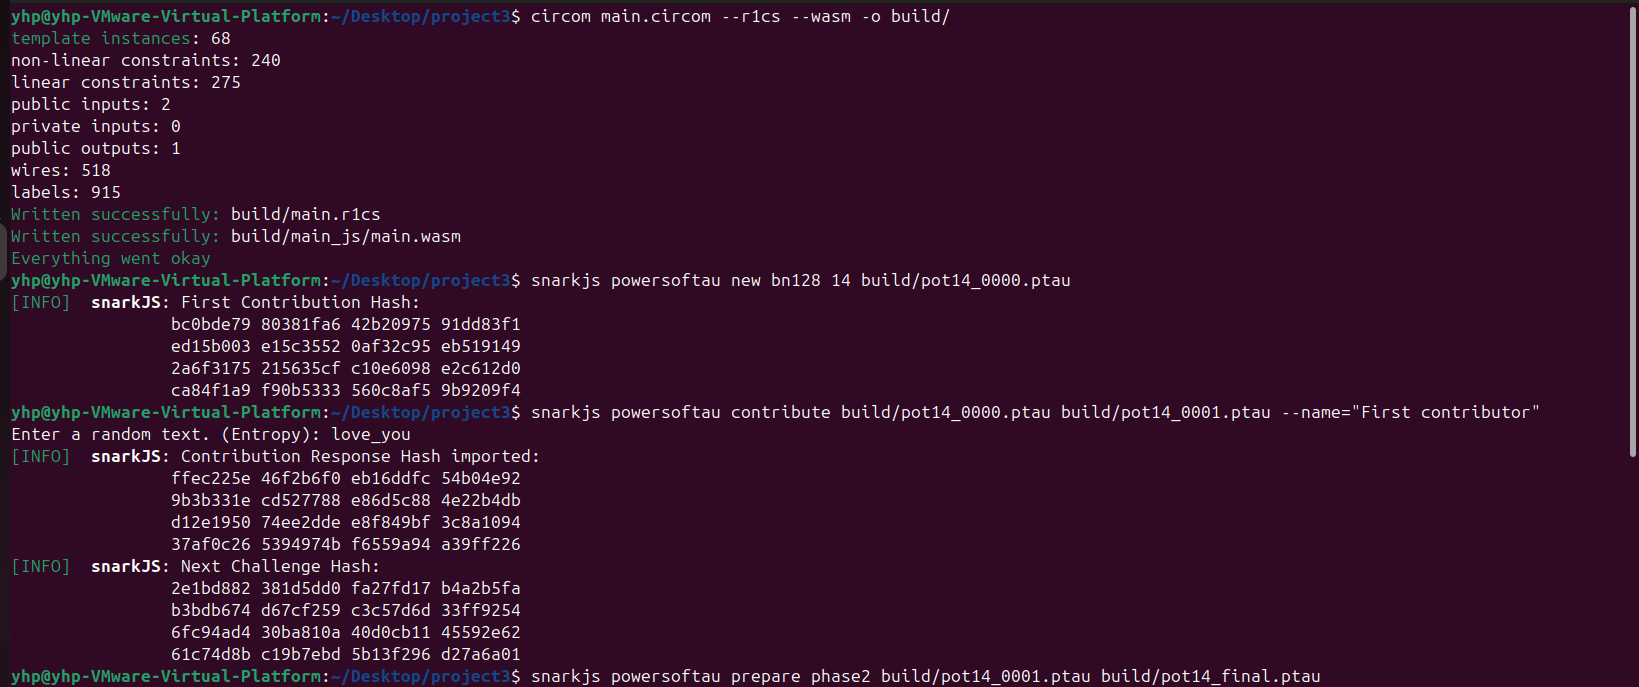 yhp@yhp-VMware-Virtual-Platform:~/Desktop/project3$ circom main.circom --r1cs --wasm -o build/
template instances: 68
non-linear constraints: 240
linear constraints: 275
public inputs: 2
private inputs: 0
public outputs: 1
wires: 518
labels: 915
Written successfully: build/main.r1cs
Written successfully: build/main_js/main.wasm
Everything went okay
yhp@yhp-VMware-Virtual-Platform:~/Desktop/project3$ snarkjs powersoftau new bn128 14 build/pot14_0000.ptau
[INFO]  snarkJS: First Contribution Hash:
                bc0bde79 80381fa6 42b20975 91dd83f1
                ed15b003 e15c3552 0af32c95 eb519149
                2a6f3175 215635cf c10e6098 e2c612d0
                ca84f1a9 f90b5333 560c8af5 9b9209f4
yhp@yhp-VMware-Virtual-Platform:~/Desktop/project3$ snarkjs powersoftau contribute build/pot14_0000.ptau build/pot14_0001.ptau --name="First contributor"
Enter a random text. (Entropy): love_you
[INFO]  snarkJS: Contribution Response Hash imported:
                ffec225e 46f2b6f0 eb16ddfc 54b04e92
                9b3b331e cd527788 e86d5c88 4e22b4db
                d12e1950 74ee2dde e8f849bf 3c8a1094
                37af0c26 5394974b f6559a94 a39ff226
[INFO]  snarkJS: Next Challenge Hash:
                2e1bd882 381d5dd0 fa27fd17 b4a2b5fa
                b3bdb674 d67cf259 c3c57d6d 33ff9254
                6fc94ad4 30ba810a 40d0cb11 45592e62
                61c74d8b c19b7ebd 5b13f296 d27a6a01
yhp@yhp-VMware-Virtual-Platform:~/Desktop/project3$ snarkjs powersoftau prepare phase2 build/pot14_0001.ptau build/pot14_final.ptau